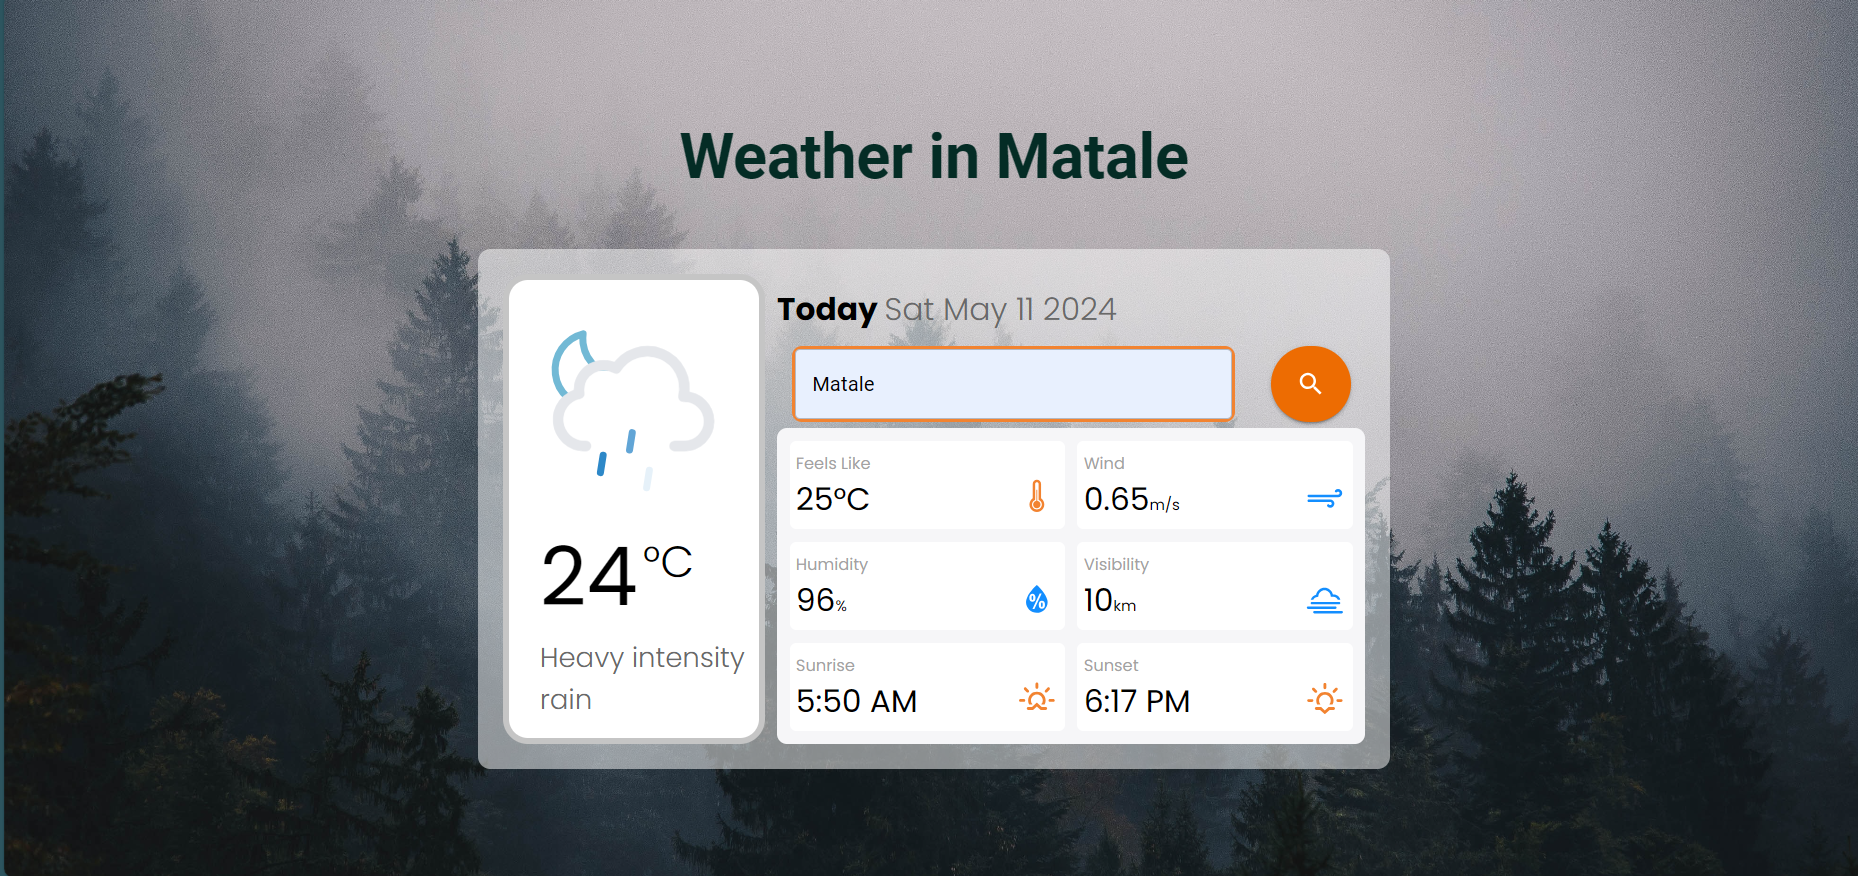 Weather in Matale
Today Sat May 11 2024
Matale
24°C
Heavy intensity
rain
Feels Like
25°C
Wind
0.65m/s
Humidity
96%
%
Visibility
10km
Sunrise
5:50 AM
Sunset
6:17 PM